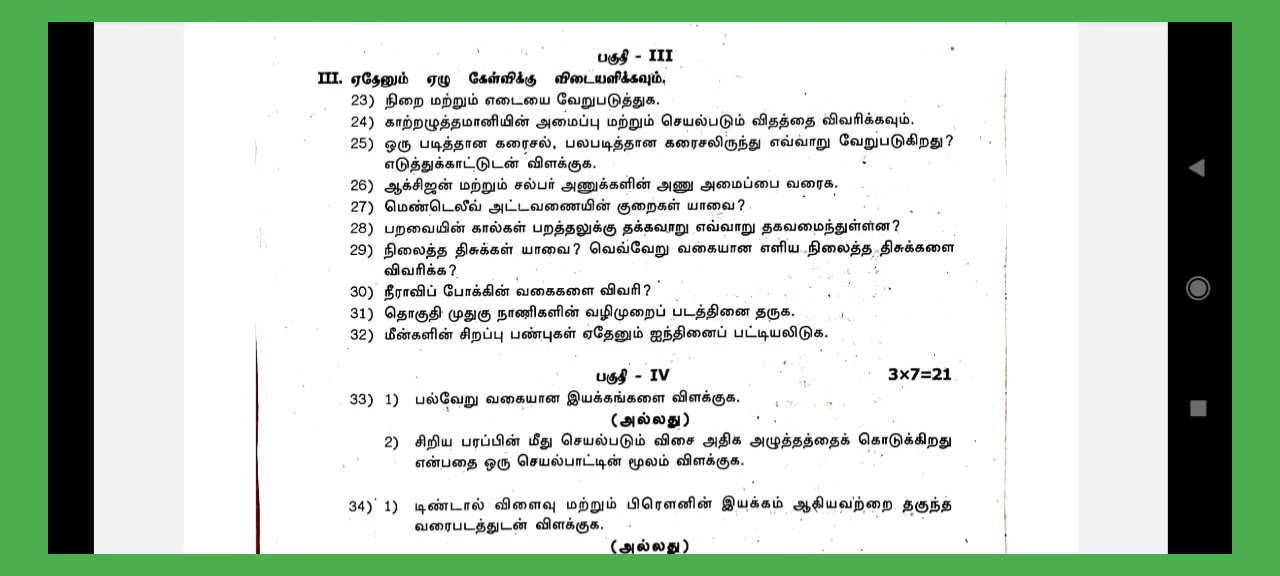 பகுதி - III
III. ஏதேனும் ஏழு கேள்விக்கு விடையளிக்கவும்.
23) நிறை மற்றும் எடையை வேறுபடுத்துக.
24) காற்றழுத்தமானியின் அமைப்பு மற்றும் செயல்படும் விதத்தை விவரிக்கவும்.
25) ஒரு படித்தான கரைசல், பலபடித்தான கரைசலிருந்து எவ்வாறு வேறுபடுகிறது?
எடுத்துக்காட்டுடன் விளக்குக.
26) ஆக்சிஜன் மற்றும் சல்பர் அணுக்களின் அணு அமைப்பை வரைக.
27) மெண்டெலீவ் அட்டவணையின் குறைகள் யாவை?
28) பறவையின் கால்கள் பறத்தலுக்கு தக்கவாறு எவ்வாறு தகவமைந்துள்ளன?
29) நிலைத்த திசுக்கள் யாவை? வெவ்வேறு வகையான எளிய நிலைத்த திசுக்களை
விவரிக்க?
30) நீராவிப் போக்கின் வகைகளை விவரி?
31) தொகுதி முதுகு நாணிகளின் வழிமுறைப் படத்தினை தருக.
32) மீன்களின் சிறப்பு பண்புகள் ஏதேனும் ஐந்தினைப் பட்டியலிடுக.
பகுதி - IV 3×7=21
33) 1) பல்வேறு வகையான இயக்கங்களை விளக்குக.
(அல்லது)
2) சிறிய பரப்பின் மீது செயல்படும் விசை அதிக அழுத்தத்தைக் கொடுக்கிறது
என்பதை ஒரு செயல்பாட்டின் மூலம் விளக்குக.
34) 1) டிண்டால் விளைவு மற்றும் பிரௌனின் இயக்கம் ஆகியவற்றை தகுந்த
வரைபடத்துடன் விளக்குக.
(அல்லது)